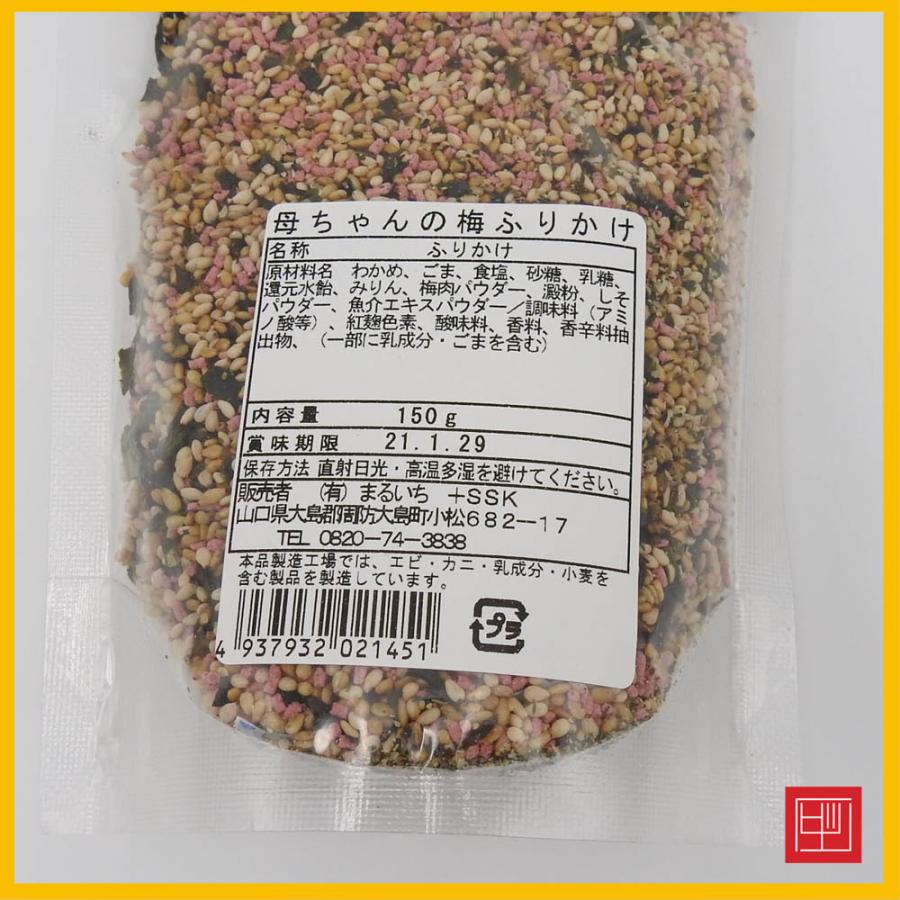 母ちゃんの梅ふりかけ
名称 ふりかけ
原材料名 わかめ、ごま、食塩、砂糖、乳糖、
還元水飴、みりん、梅肉パウダー、澱粉、しそ
パウダー、魚介エキスパウダー／調味料（アミ
ノ酸等）、紅麹色素、酸味料、香料、香辛料抽
出物、（一部に乳成分・ごまを含む）
内容量 150g
賞味期限 21.1.29
保存方法 直射日光・高温多湿を避けてください。
販売者 （有）まるいち +SSK
山口県大島郡周防大島町小松682-17
TEL 0820-74-3838
本品製造工場では、エビ・カニ・乳成分・小麦を
含む製品を製造しています。
4 937932 021451
プラ